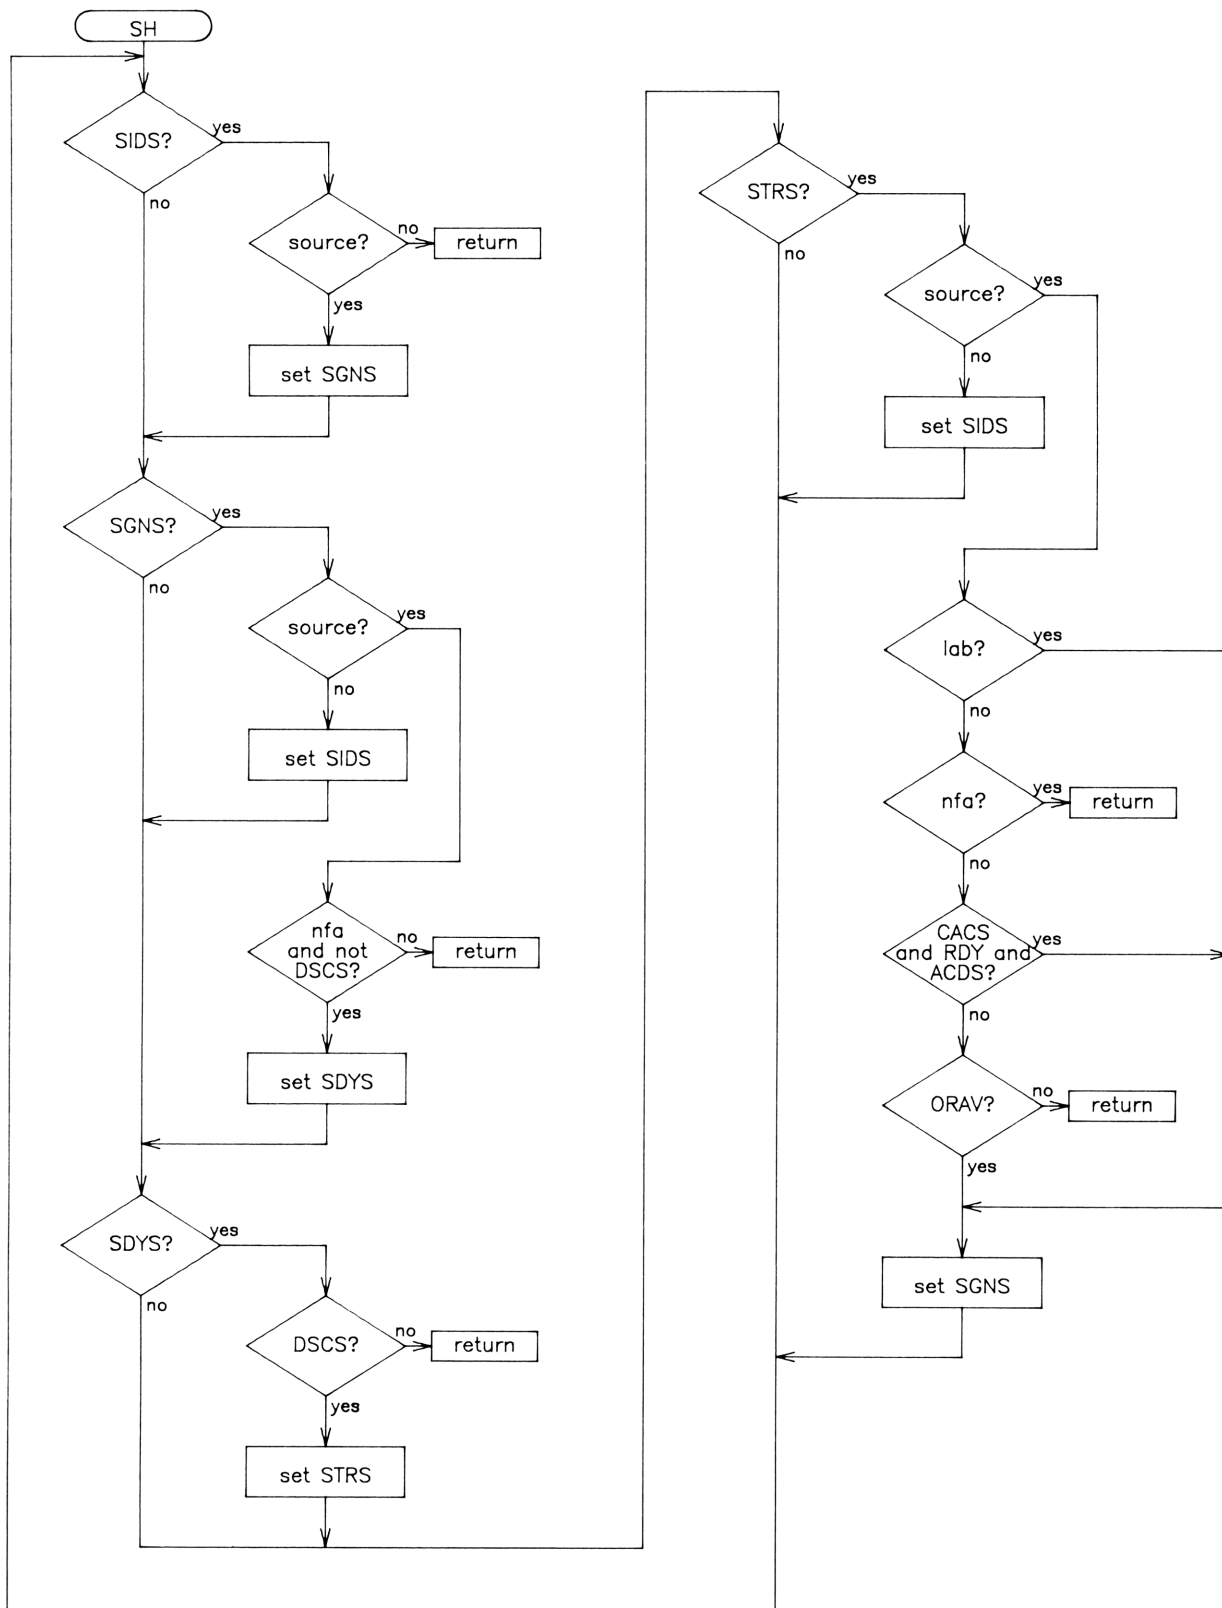 SH
SIDS?
yes
no
source?
no
return
yes
set SGNS
SGNS?
yes
no
source?
yes
no
set SIDS
nfa
and not
DSCS?
no
return
yes
set SDYS
SDYS?
yes
no
DSCS?
no
return
yes
set STRS
STRS?
yes
no
source?
yes
no
set SIDS
lab?
yes
no
nfa?
yes
return
no
CACS
and RDY and
ACDS?
yes
no
ORAV?
no
return
yes
set SGNS